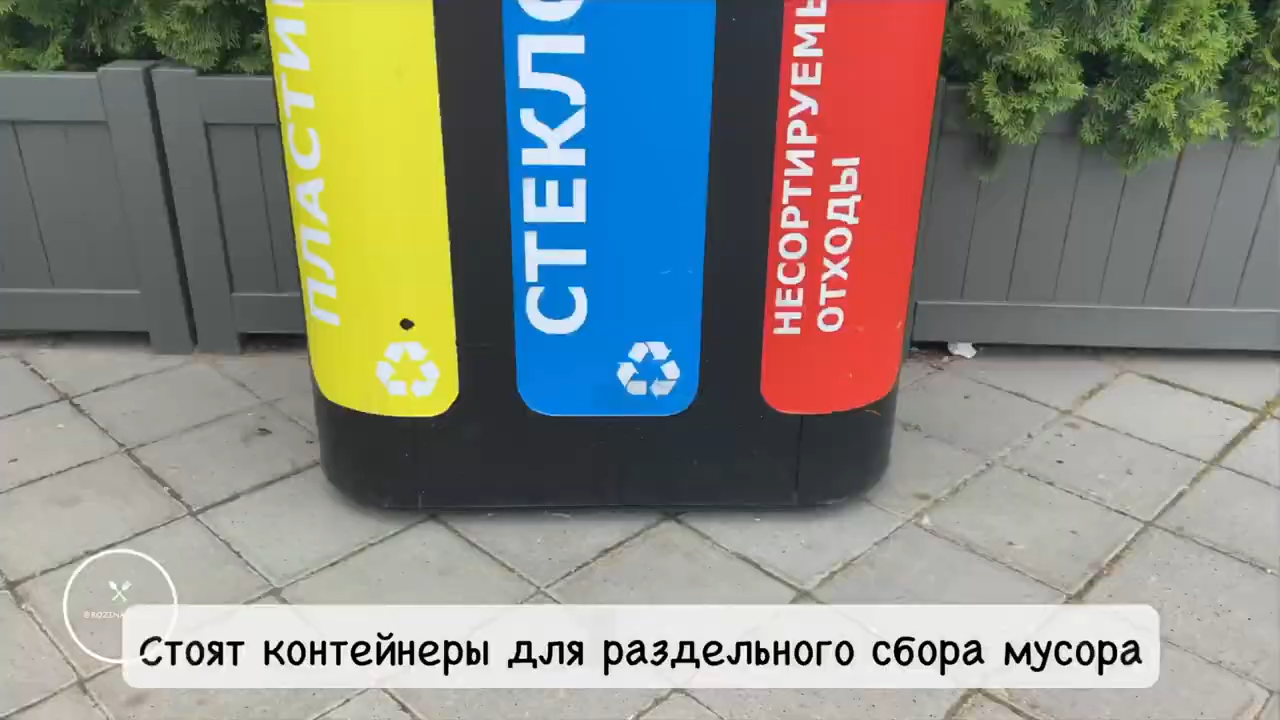 ПЛАСТИ
СТЕКЛО
НЕСОРТИРУЕМЫ
ОТХОДЫ
Стоят контейнеры для раздельного сбора мусора